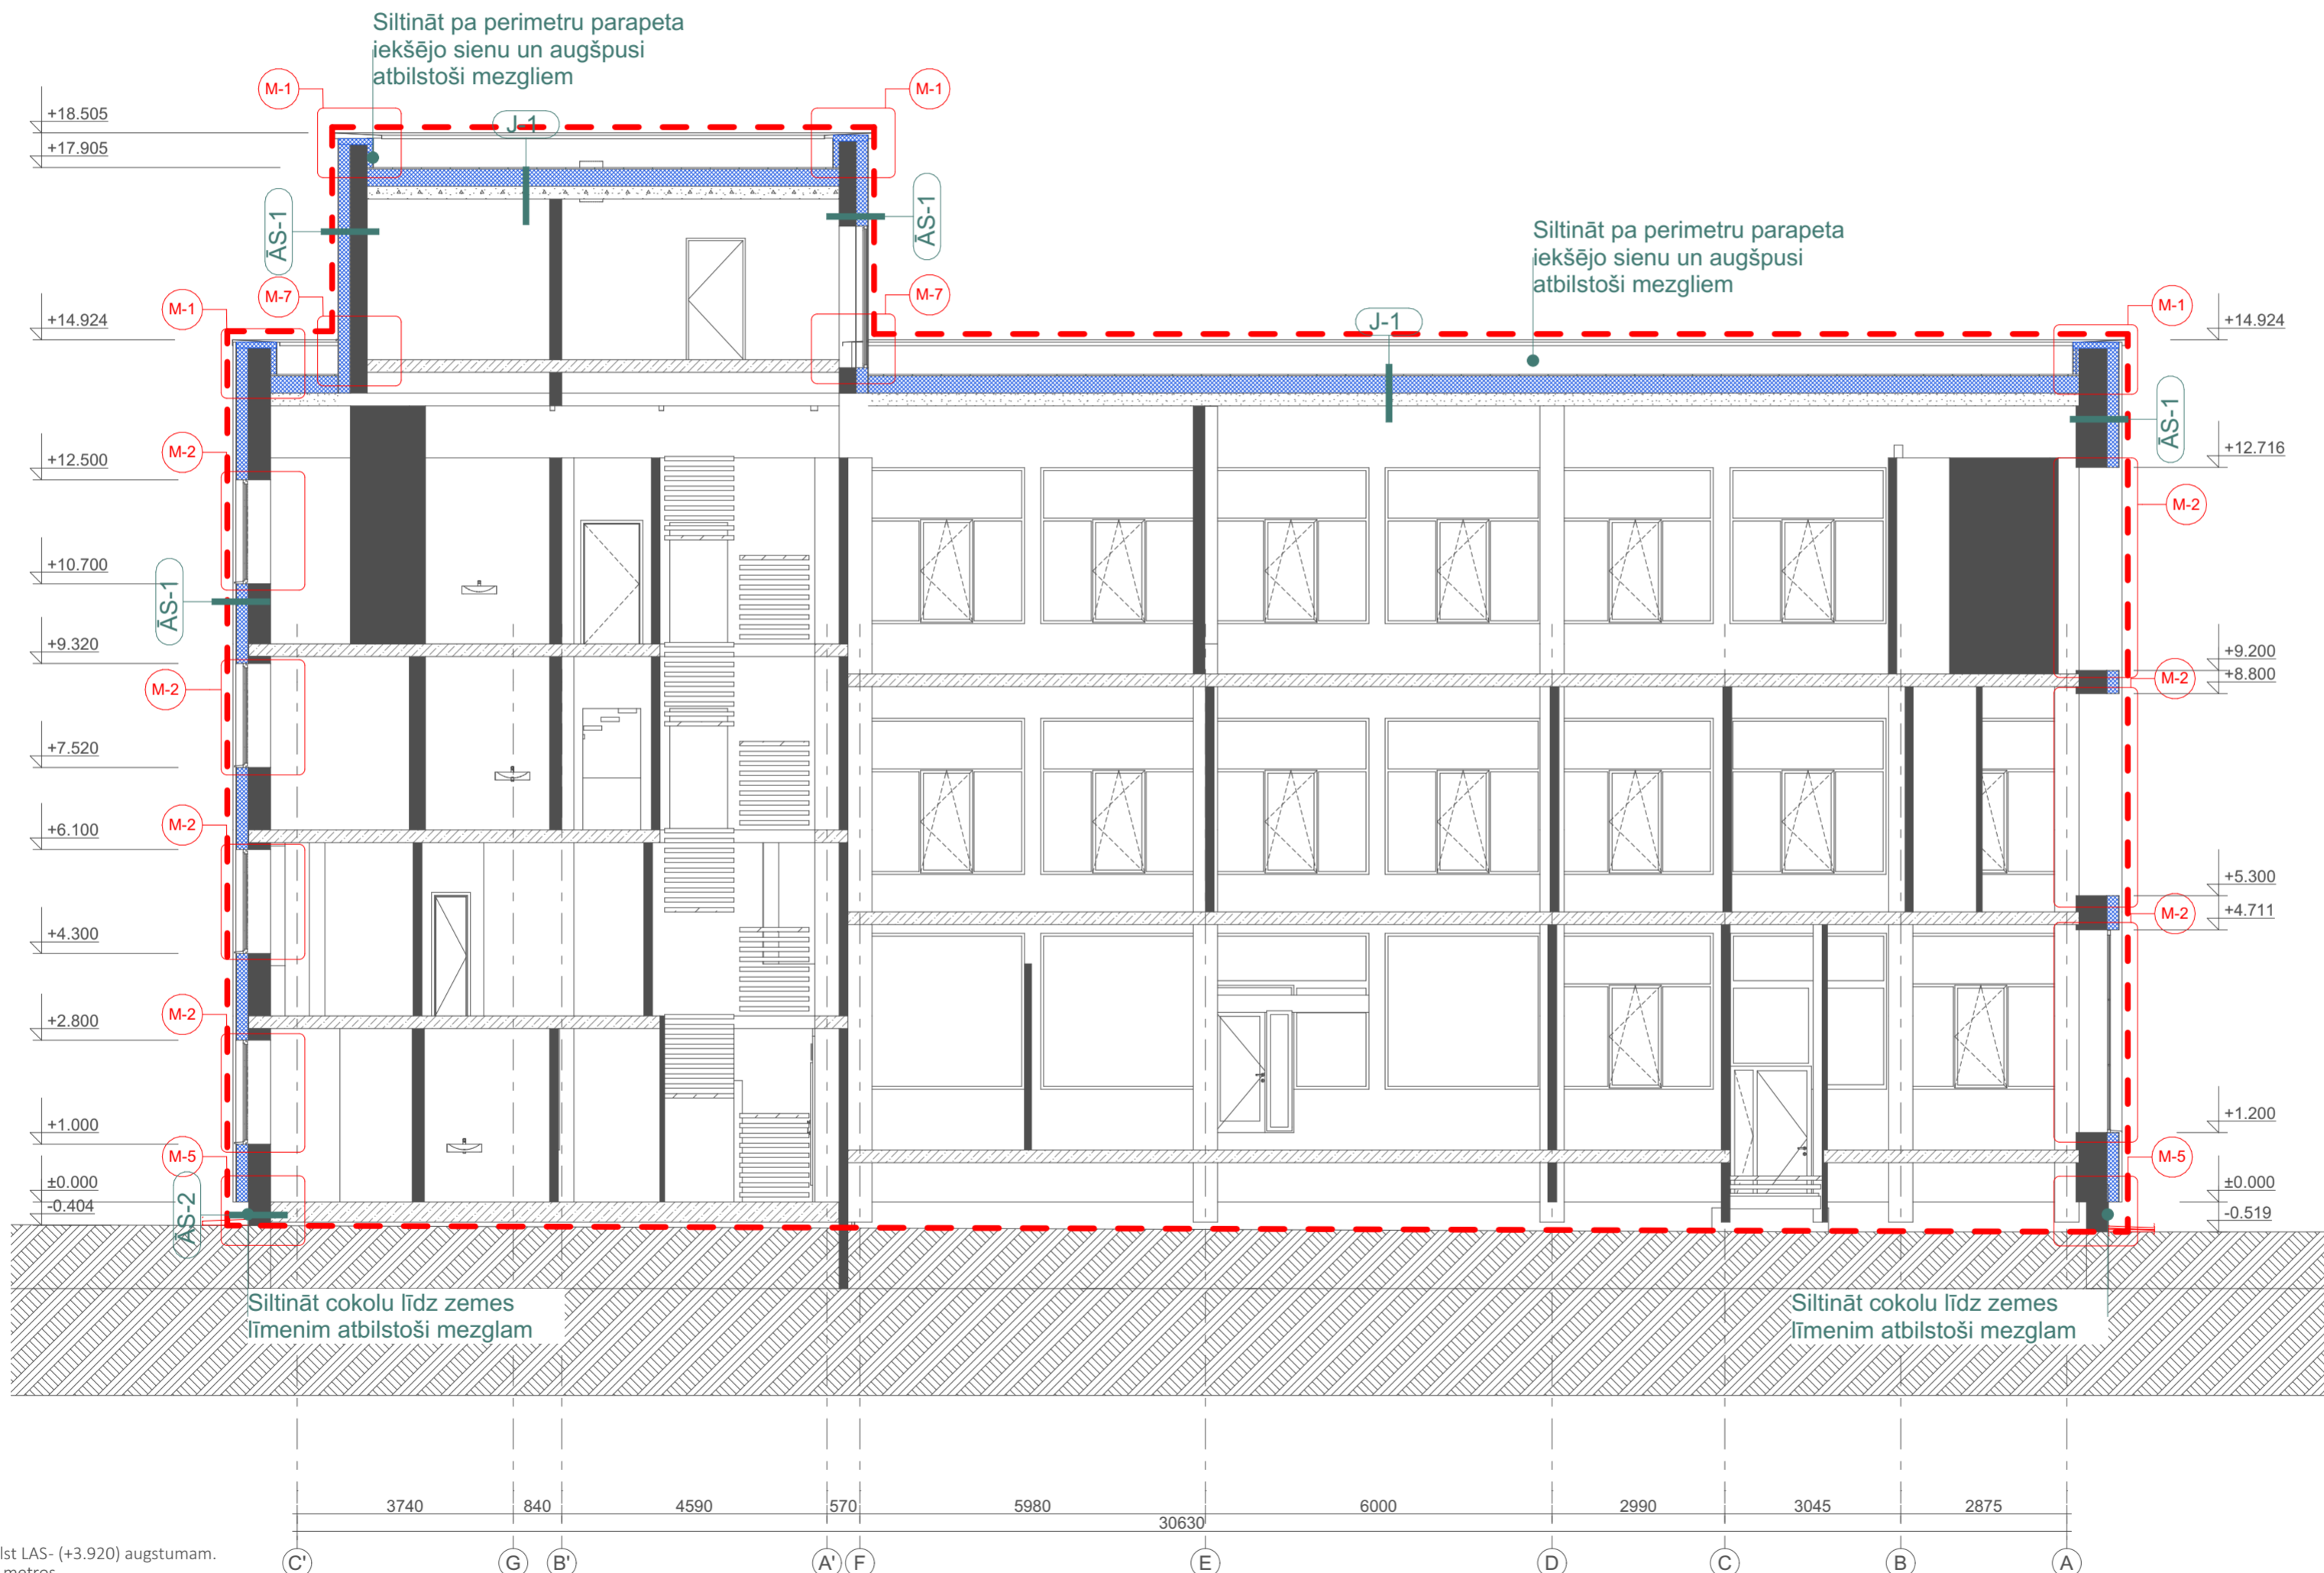 Siltināt pa perimetru parapeta
iekšējo sienu un augšpusi
atbilstoši mezgliem
M-1
M-1
+18.505
J-1
+17.905
ĀS-1
ĀS-1
Siltināt pa perimetru parapeta
iekšējo sienu un augšpusi
atbilstoši mezgliem
M-7
M-7
M-1
M-1
+14.924
J-1
+14.924
ĀS-1
M-2
+12.500
+12.716
M-2
+10.700
ĀS-1
+9.320
+9.200
M-2
+8.800
M-2
+7.520
M-2
+6.100
+5.300
M-2
+4.711
+4.300
M-2
+2.800
+1.000
+1.200
M-5
M-5
±0.000
±0.000
-0.404
ĀS-2
-0.519
Siltināt cokolu līdz zemes
līmenim atbilstoši mezglam
Siltināt cokolu līdz zemes
līmenim atbilstoši mezglam
3740 840 4590 570 5980 6000 2990 3045 2875
30630
lst LAS- (+3.920) augstumam.
metros
C' G B' A' F E D C B A